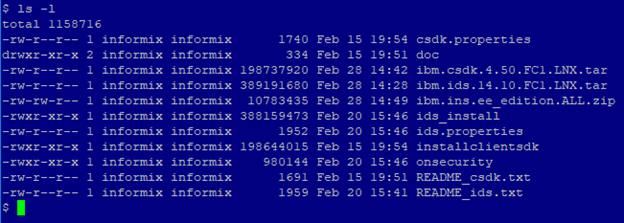 $ ls -l
total 1158716
-rw-r--r-- 1 informix informix      1740 Feb 15 19:54 csdk.properties
drwxr-xr-x 2 informix informix       334 Feb 15 19:51 doc
-rw-r--r-- 1 informix informix 198737920 Feb 28 14:42 ibm.csdk.4.50.FC1.LNX.tar
-rw-r--r-- 1 informix informix 389191680 Feb 28 14:28 ibm.ids.14.10.FC1.LNX.tar
-rw-rw-r-- 1 informix informix  10783435 Feb 28 14:49 ibm.ins.ee_edition.ALL.zip
-rwxr-xr-x 1 informix informix 388159473 Feb 20 15:46 ids_install
-rw-r--r-- 1 informix informix      1952 Feb 20 15:46 ids.properties
-rwxr-xr-x 1 informix informix 198644015 Feb 15 19:54 installclientsdk
-rwxr-xr-x 1 informix informix    980144 Feb 20 15:46 onsecurity
-rw-r--r-- 1 informix informix      1691 Feb 15 19:51 README_csdk.txt
-rw-r--r-- 1 informix informix      1959 Feb 20 15:41 README_ids.txt
$